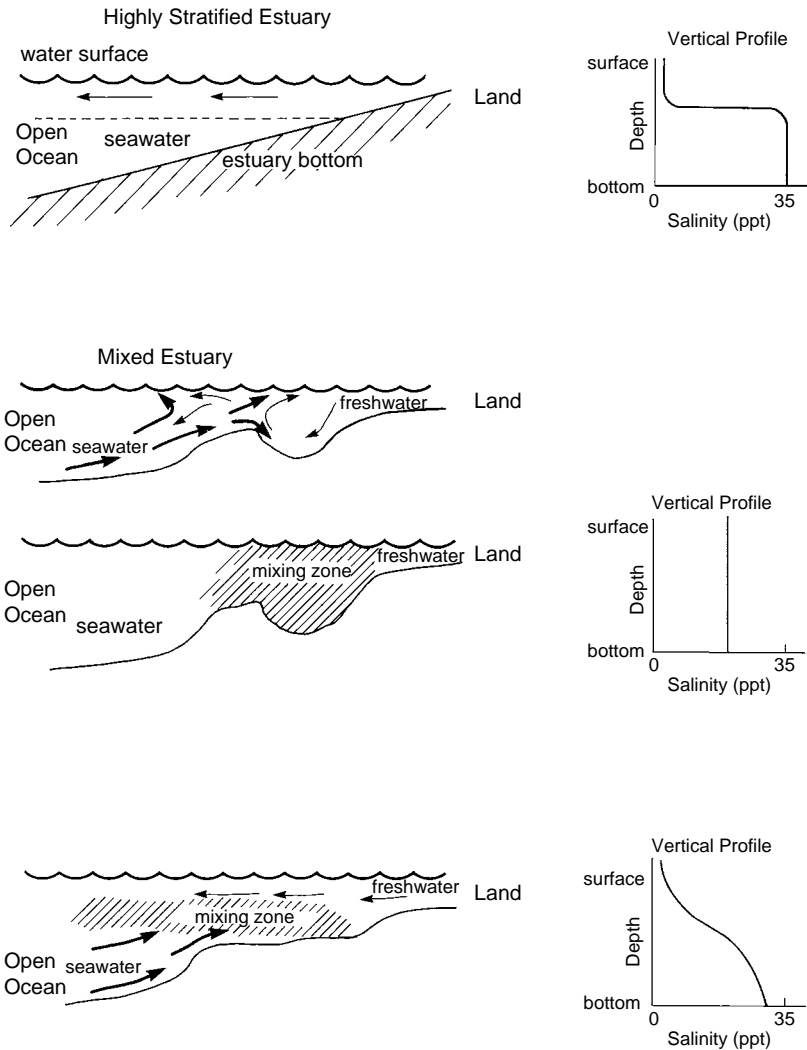 Highly Stratified Estuary
water surface
Land
Open
Ocean
seawater
estuary bottom
Vertical Profile
surface
Depth
bottom
0
35
Salinity (ppt)
Mixed Estuary
Open
Ocean
seawater
freshwater
Land
Open
Ocean
seawater
mixing zone
freshwater
Land
Vertical Profile
surface
Depth
bottom
0
35
Salinity (ppt)
freshwater
Land
mixing zone
Open
Ocean
seawater
Vertical Profile
surface
Depth
bottom
0
35
Salinity (ppt)